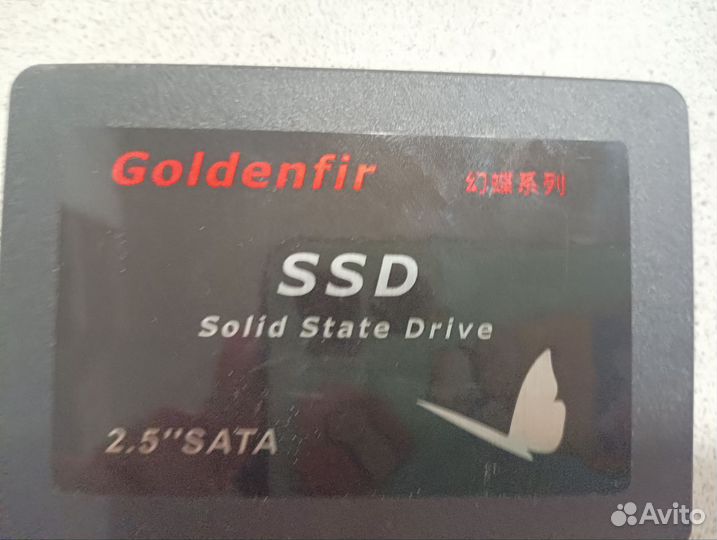 Goldenfir 幻蝶系列
SSD
Solid State Drive
2.5''SATA
Avito